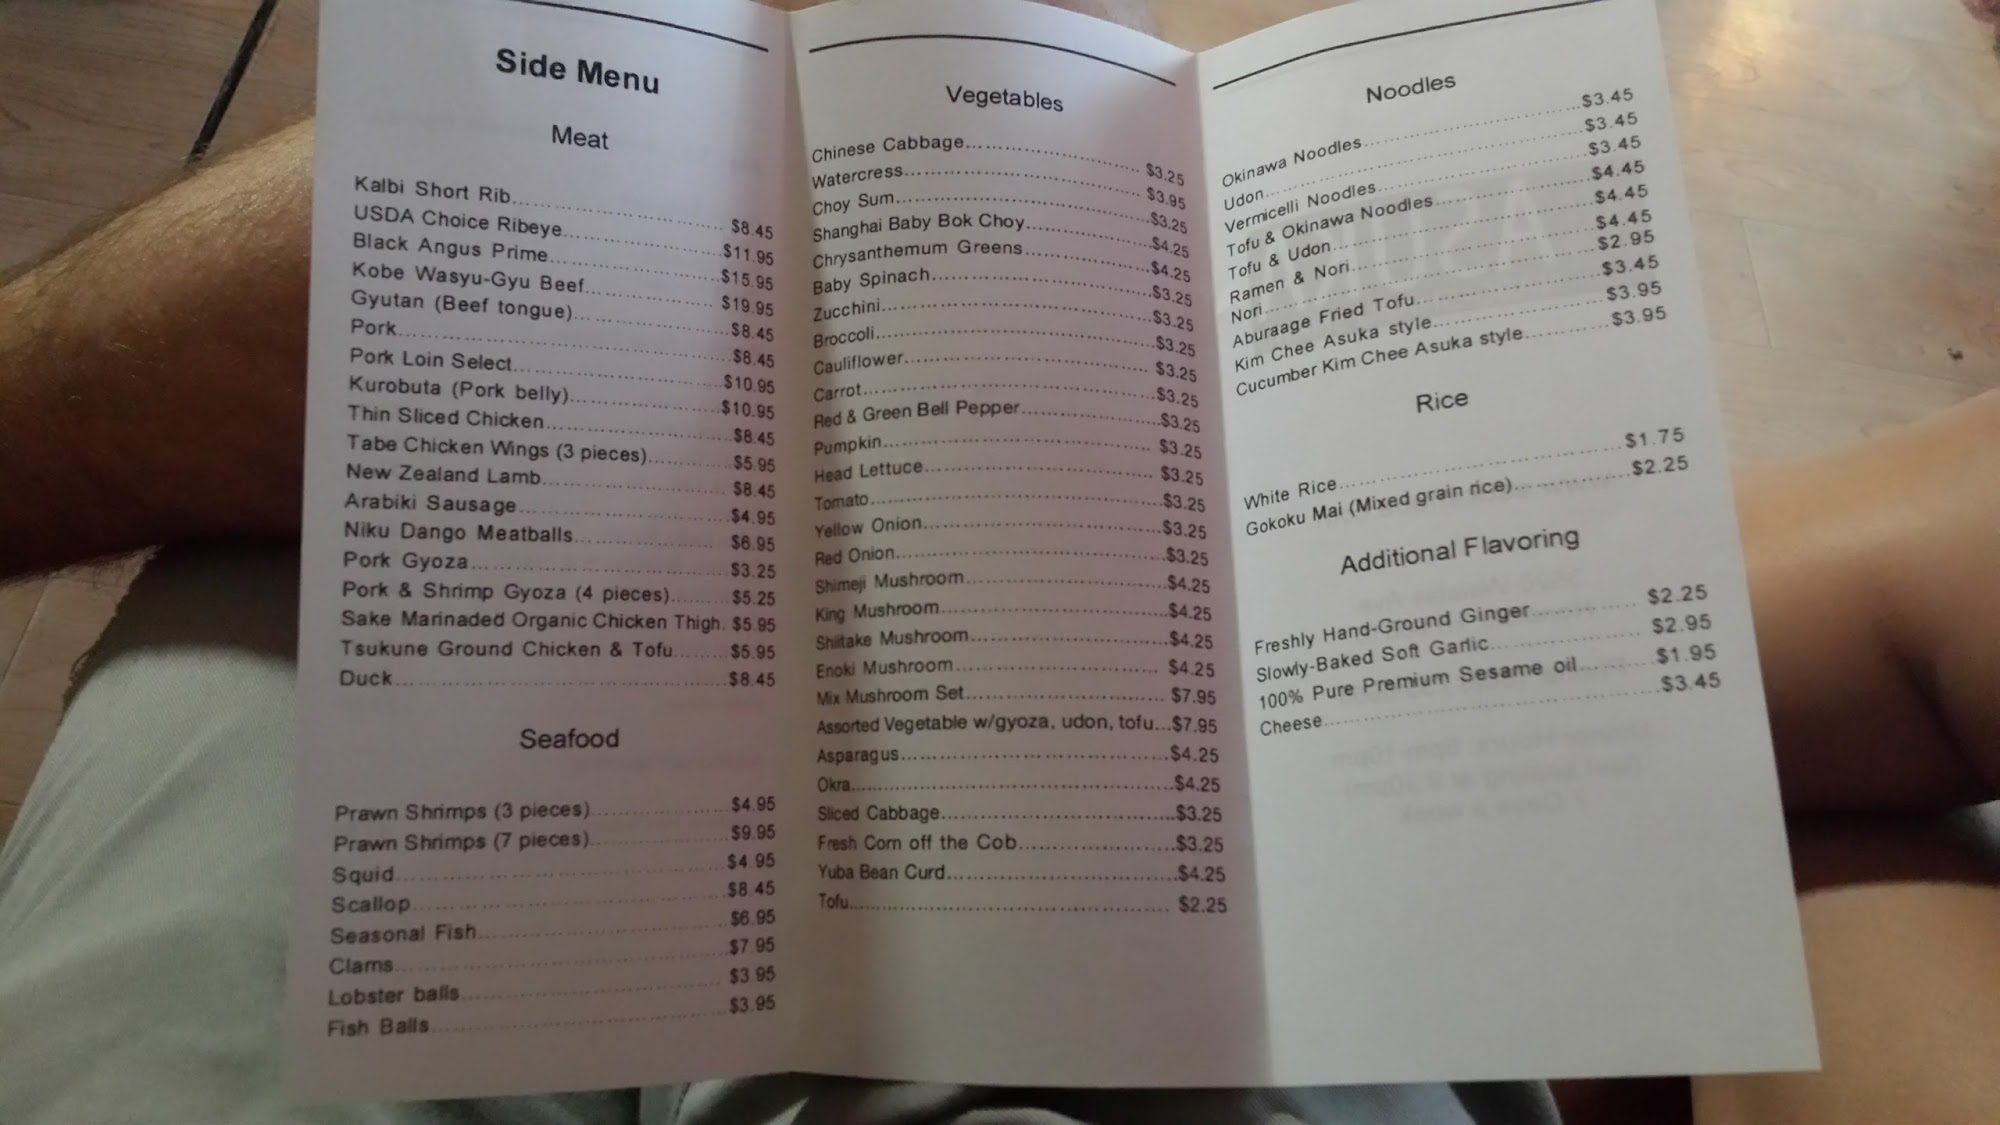 Side Menu
Meat
Kalbi Short Rib $8.45
USDA Choice Ribeye $11.95
Black Angus Prime $15.95
Kobe Wasyu-Gyu Beef $19.95
Gyutan (Beef tongue) $8.45
Pork $8.45
Pork Loin Select $10.95
Kurobuta (Pork belly) $10.95
Thin Sliced Chicken $8.45
Tabe Chicken Wings (3 pieces) $5.95
New Zealand Lamb $8.45
Arabiki Sausage $4.95
Niku Dango Meatballs $6.95
Pork Gyoza $3.25
Pork & Shrimp Gyoza (4 pieces) $5.25
Sake Marinaded Organic Chicken Thigh. $5.95
Tsukune Ground Chicken & Tofu $5.95
Duck $8.45
Seafood
Prawn Shrimps (3 pieces) $4.95
Prawn Shrimps (7 pieces) $9.95
Squid $4.95
Scallop $8.45
Seasonal Fish $6.95
Clams $7.95
Lobster balls $3.95
Fish Balls $3.95
Vegetables
Chinese Cabbage $3.25
Watercress $3.95
Choy Sum $3.25
Shanghai Baby Bok Choy $4.25
Chrysanthemum Greens $4.25
Baby Spinach $3.25
Zucchini $3.25
Broccoli $3.25
Cauliflower $3.25
Carrot $3.25
Red & Green Bell Pepper $3.25
Pumpkin $3.25
Head Lettuce $3.25
Tomato $3.25
Yellow Onion $3.25
Red Onion $3.25
Shimeji Mushroom $4.25
King Mushroom $4.25
Shiitake Mushroom $4.25
Enoki Mushroom $4.25
Mix Mushroom Set $7.95
Assorted Vegetable w/gyoza, udon, tofu $7.95
Asparagus $4.25
Okra $4.25
Sliced Cabbage $3.25
Fresh Corn off the Cob $3.25
Yuba Bean Curd $4.25
Tofu $2.25
Noodles
Okinawa Noodles $3.45
Udon $3.45
Vermicelli Noodles $3.45
Tofu & Okinawa Noodles $4.45
Tofu & Udon $4.45
Ramen & Nori $4.45
Nori $2.95
Aburaage Fried Tofu $3.45
Kim Chee Asuka style $3.95
Cucumber Kim Chee Asuka style $3.95
Rice
White Rice $1.75
Gokoku Mai (Mixed grain rice) $2.25
Additional Flavoring
Freshly Hand-Ground Ginger $2.25
Slowly-Baked Soft Garlic $2.95
100% Pure Premium Sesame oil $1.95
Cheese $3.45